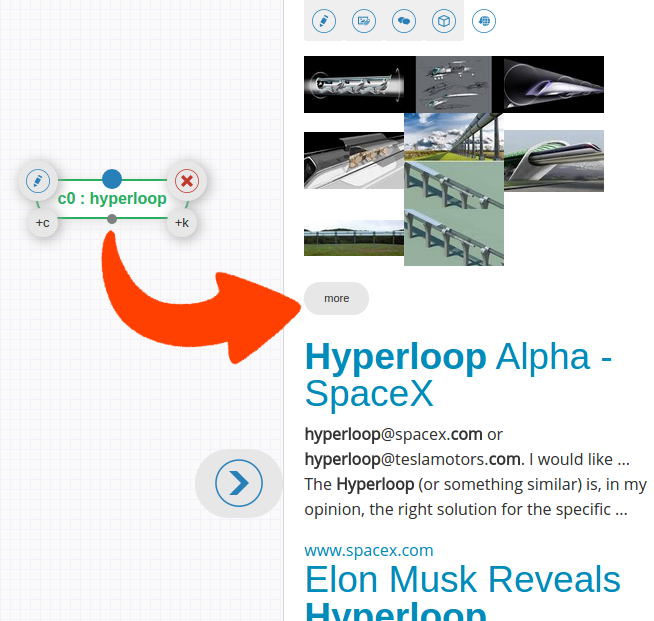 c0 : hyperloop
+c
+k
more
Hyperloop Alpha -
SpaceX
hyperloop@spacex.com or
hyperloop@teslamotors.com. I would like ...
The Hyperloop (or something similar) is, in my
opinion, the right solution for the specific ...
www.spacex.com
Elon Musk Reveals
Hyperloop